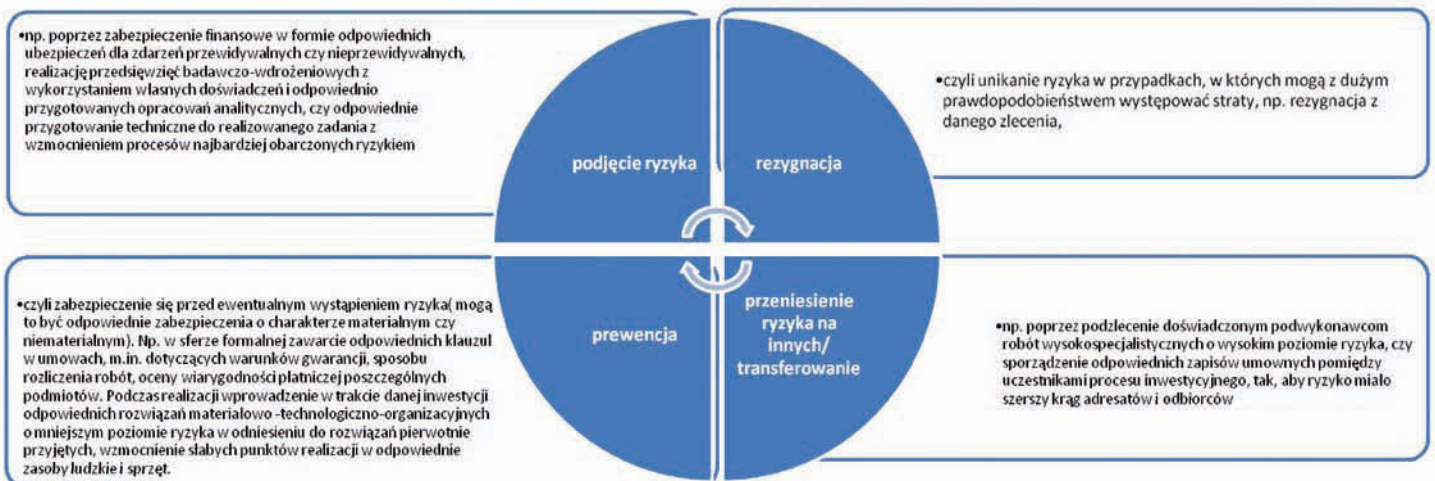 •np. poprzez zabezpieczenie finansowe w formie odpowiednich
ubezpieczeń dla zdarzeń przewidywalnych czy nieprzewidywalnych,
realizację przedsięwzięć badawczo-wdrożeniowych z
wykorzystaniem własnych doświadczeń i odpowiednio
przygotowanych opracowań analitycznych, czy odpowiednie
przygotowanie techniczne do realizowanego zadania z
wzmocnieniem procesów najbardziej obarczonych ryzykiem
podjęcie ryzyka
rezygnacja
•czyli unikanie ryzyka w przypadkach, w których mogą z dużym
prawdopodobieństwem występować straty, np. rezygnacja z
danego zlecenia,
•czyli zabezpieczenie się przed ewentualnym wystąpieniem ryzyka( mogą
to być odpowiednie zabezpieczenia o charakterze materialnym czy
niematerialnym). Np. w sferze formalnej zawarcie odpowiednich klauzul
w umowach, m.in. dotyczących warunków gwarancji, sposobu
rozliczenia robót, oceny wiarygodności płatniczej poszczególnych
podmiotów. Podczas realizacji wprowadzenie w trakcie danej inwestycji
odpowiednich rozwiązań materiałowo -technologiczno-organizacyjnych
o mniejszym poziomie ryzyka w odniesieniu do rozwiązań pierwotnie
przyjętych, wzmocnienie słabych punktów realizacji w odpowiednie
zasoby ludzkie i sprzęt.
prewencja
przeniesienie
ryzyka na
innych/
transferowanie
•np. poprzez podzlecenie doświadczonym podwykonawcom
robót wysokospecjalistycznych o wysokim poziomie ryzyka, czy
sporządzenie odpowiednich zapisów umownych pomiędzy
uczestnikami procesu inwestycyjnego, tak, aby ryzyko miało
szerszy krąg adresatów i odbiorców